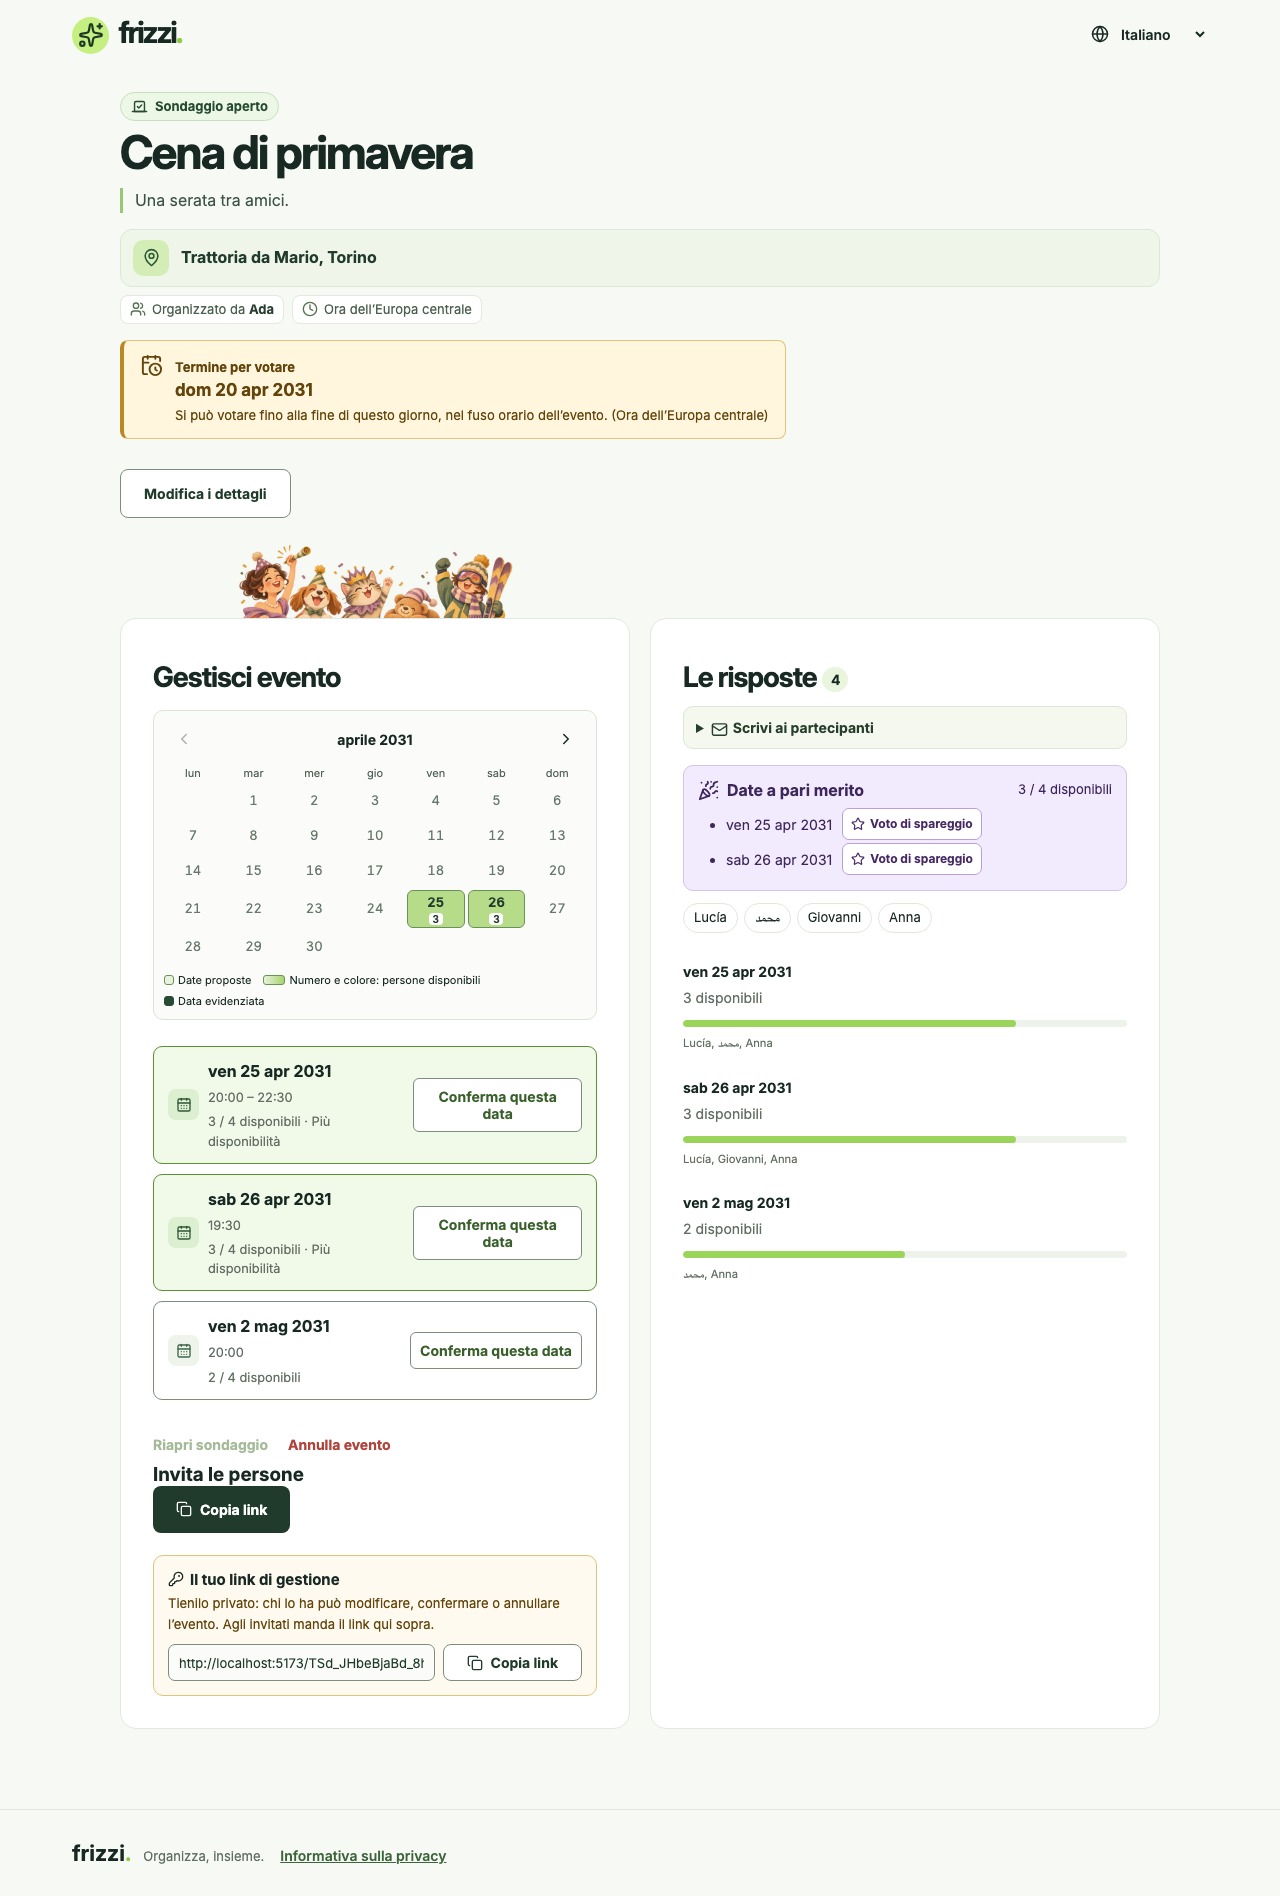 frizzi.
Italiano
Sondaggio aperto
Cena di primavera
Una serata tra amici.
Trattoria da Mario, Torino
Organizzato da Ada
Ora dell’Europa centrale
Termine per votare
dom 20 apr 2031
Si può votare fino alla fine di questo giorno, nel fuso orario dell’evento. (Ora dell’Europa centrale)
Modifica i dettagli
Gestisci evento
aprile 2031
lun mar mer gio ven sab dom
1 2 3 4 5 6
7 8 9 10 11 12 13
14 15 16 17 18 19 20
21 22 23 24 25 26 27
3 3
28 29 30
Date proposte Numero e colore: persone disponibili
Data evidenziata
ven 25 apr 2031
20:00 – 22:30
3 / 4 disponibili · Più
disponibilità
Conferma questa
data
sab 26 apr 2031
19:30
3 / 4 disponibili · Più
disponibilità
Conferma questa
data
ven 2 mag 2031
20:00
2 / 4 disponibili
Conferma questa data
Riapri sondaggio Annulla evento
Invita le persone
Copia link
Il tuo link di gestione
Tienilo privato: chi lo ha può modificare, confermare o annullare
l’evento. Agli invitati manda il link qui sopra.
http://localhost:5173/TSd_JHbeBjaBd_8
Copia link
Le risposte 4
Scrivi ai partecipanti
Date a pari merito 3 / 4 disponibili
ven 25 apr 2031 Voto di spareggio
sab 26 apr 2031 Voto di spareggio
Lucía محمد Giovanni Anna
ven 25 apr 2031
3 disponibili
Lucía, محمد, Anna
sab 26 apr 2031
3 disponibili
Lucía, Giovanni, Anna
ven 2 mag 2031
2 disponibili
محمد, Anna
frizzi. Organizza, insieme. Informativa sulla privacy